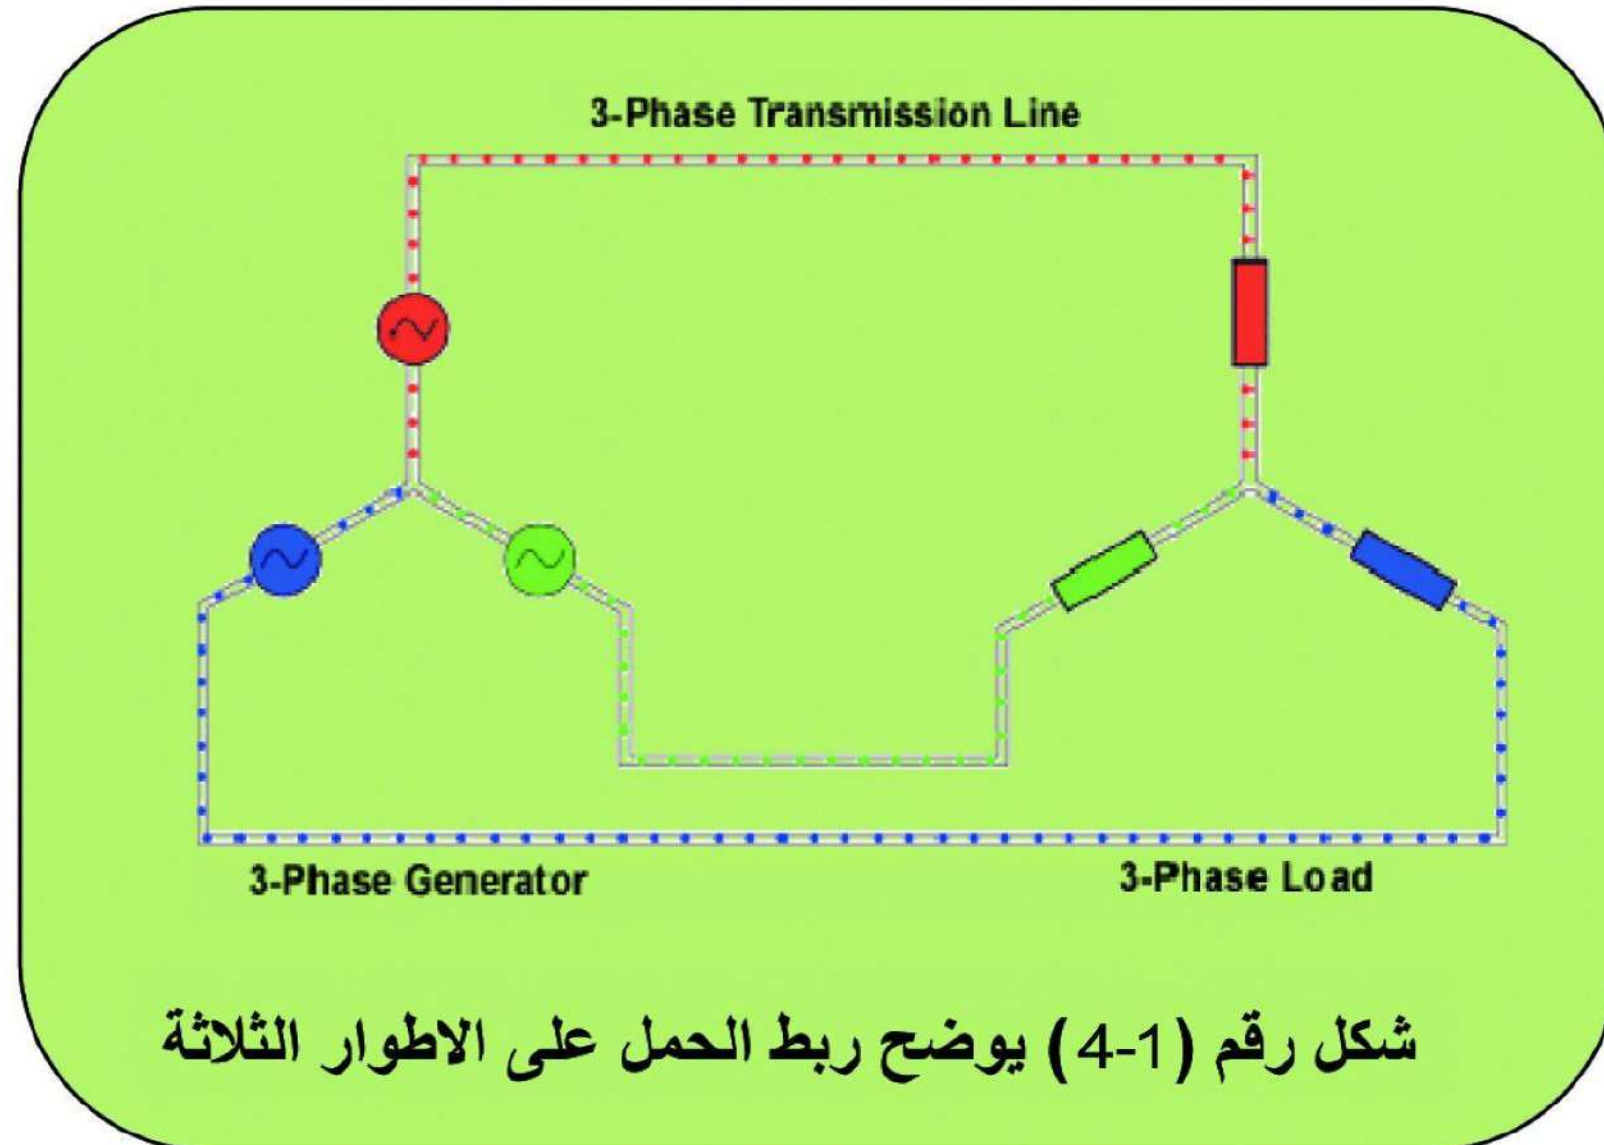 3-Phase Transmission Line
3-Phase Generator
3-Phase Load
شكل رقم (1-4) يوضح ربط الحمل على الاطوار الثلاثة